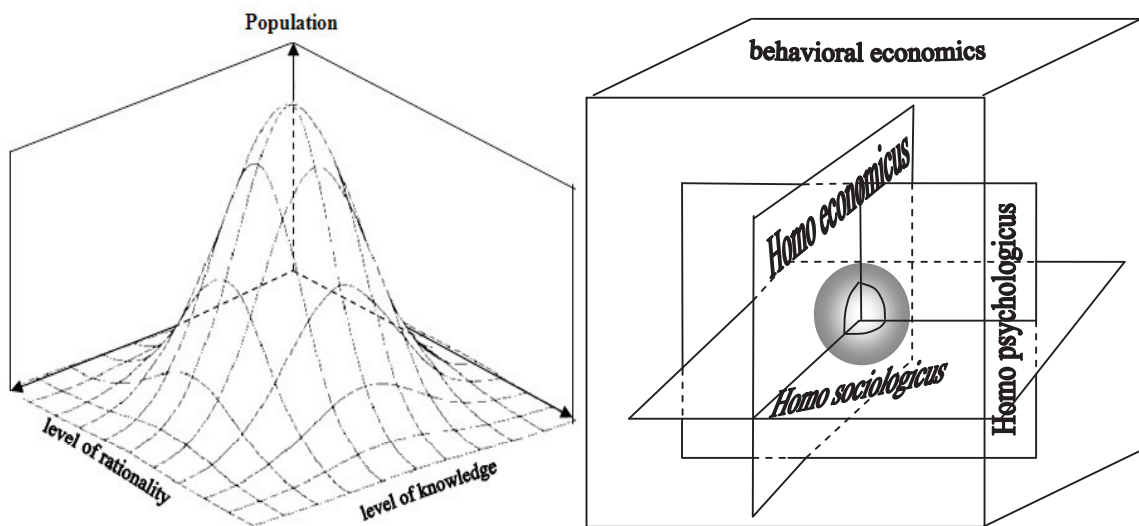 Population
level of rationality
level of knowledge
behavioral economics
Homo economicus
Homo psychologicus
Homo sociologicus